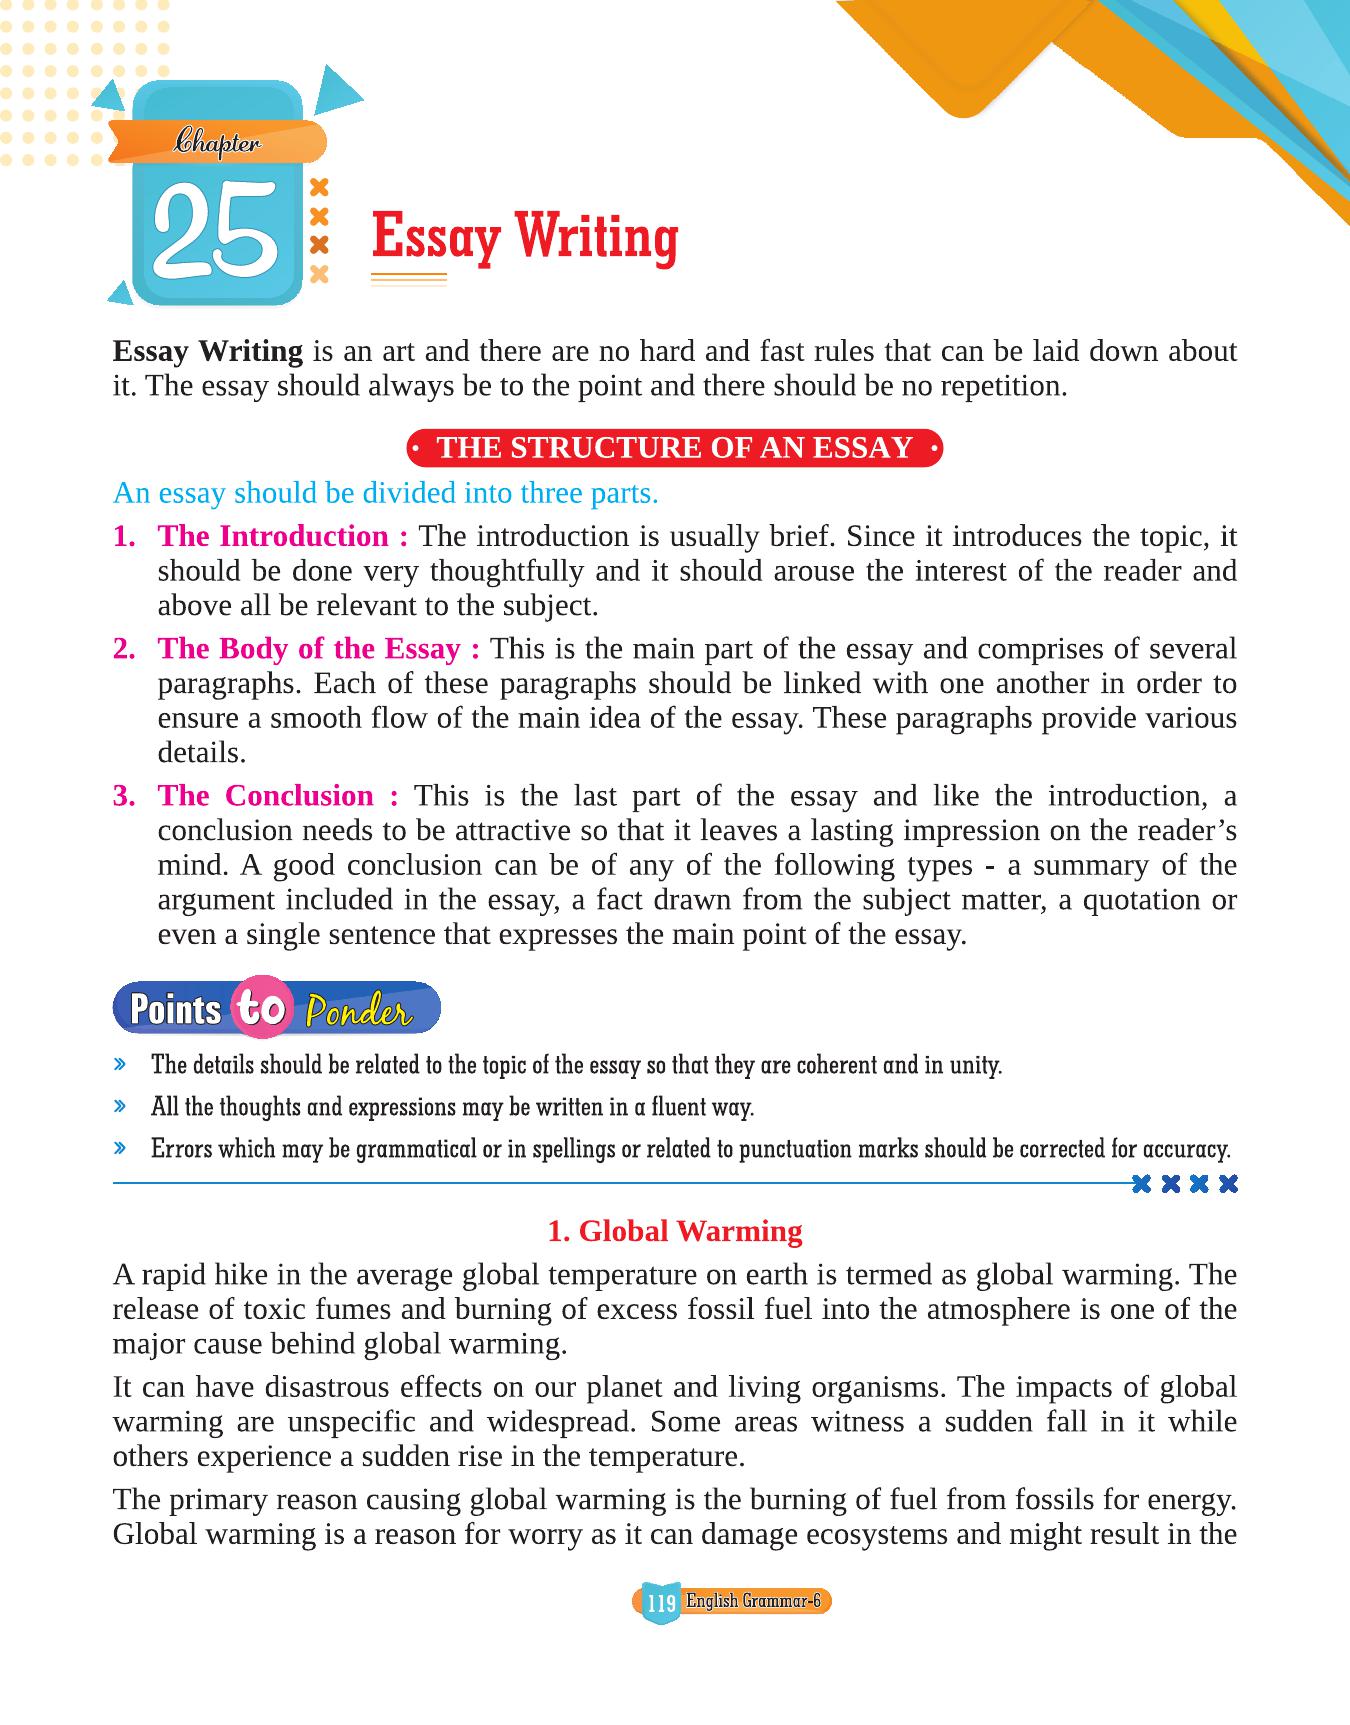 Chapter
25
Essay Writing
Essay Writing is an art and there are no hard and fast rules that can be laid down about
it. The essay should always be to the point and there should be no repetition.
• THE STRUCTURE OF AN ESSAY •
An essay should be divided into three parts.
1. The Introduction : The introduction is usually brief. Since it introduces the topic, it
should be done very thoughtfully and it should arouse the interest of the reader and
above all be relevant to the subject.
2. The Body of the Essay : This is the main part of the essay and comprises of several
paragraphs. Each of these paragraphs should be linked with one another in order to
ensure a smooth flow of the main idea of the essay. These paragraphs provide various
details.
3. The Conclusion : This is the last part of the essay and like the introduction, a
conclusion needs to be attractive so that it leaves a lasting impression on the reader’s
mind. A good conclusion can be of any of the following types - a summary of the
argument included in the essay, a fact drawn from the subject matter, a quotation or
even a single sentence that expresses the main point of the essay.
Points to Ponder
» The details should be related to the topic of the essay so that they are coherent and in unity.
» All the thoughts and expressions may be written in a fluent way.
» Errors which may be grammatical or in spellings or related to punctuation marks should be corrected for accuracy.
1. Global Warming
A rapid hike in the average global temperature on earth is termed as global warming. The
release of toxic fumes and burning of excess fossil fuel into the atmosphere is one of the
major cause behind global warming.
It can have disastrous effects on our planet and living organisms. The impacts of global
warming are unspecific and widespread. Some areas witness a sudden fall in it while
others experience a sudden rise in the temperature.
The primary reason causing global warming is the burning of fuel from fossils for energy.
Global warming is a reason for worry as it can damage ecosystems and might result in the
119 English Grammar-6